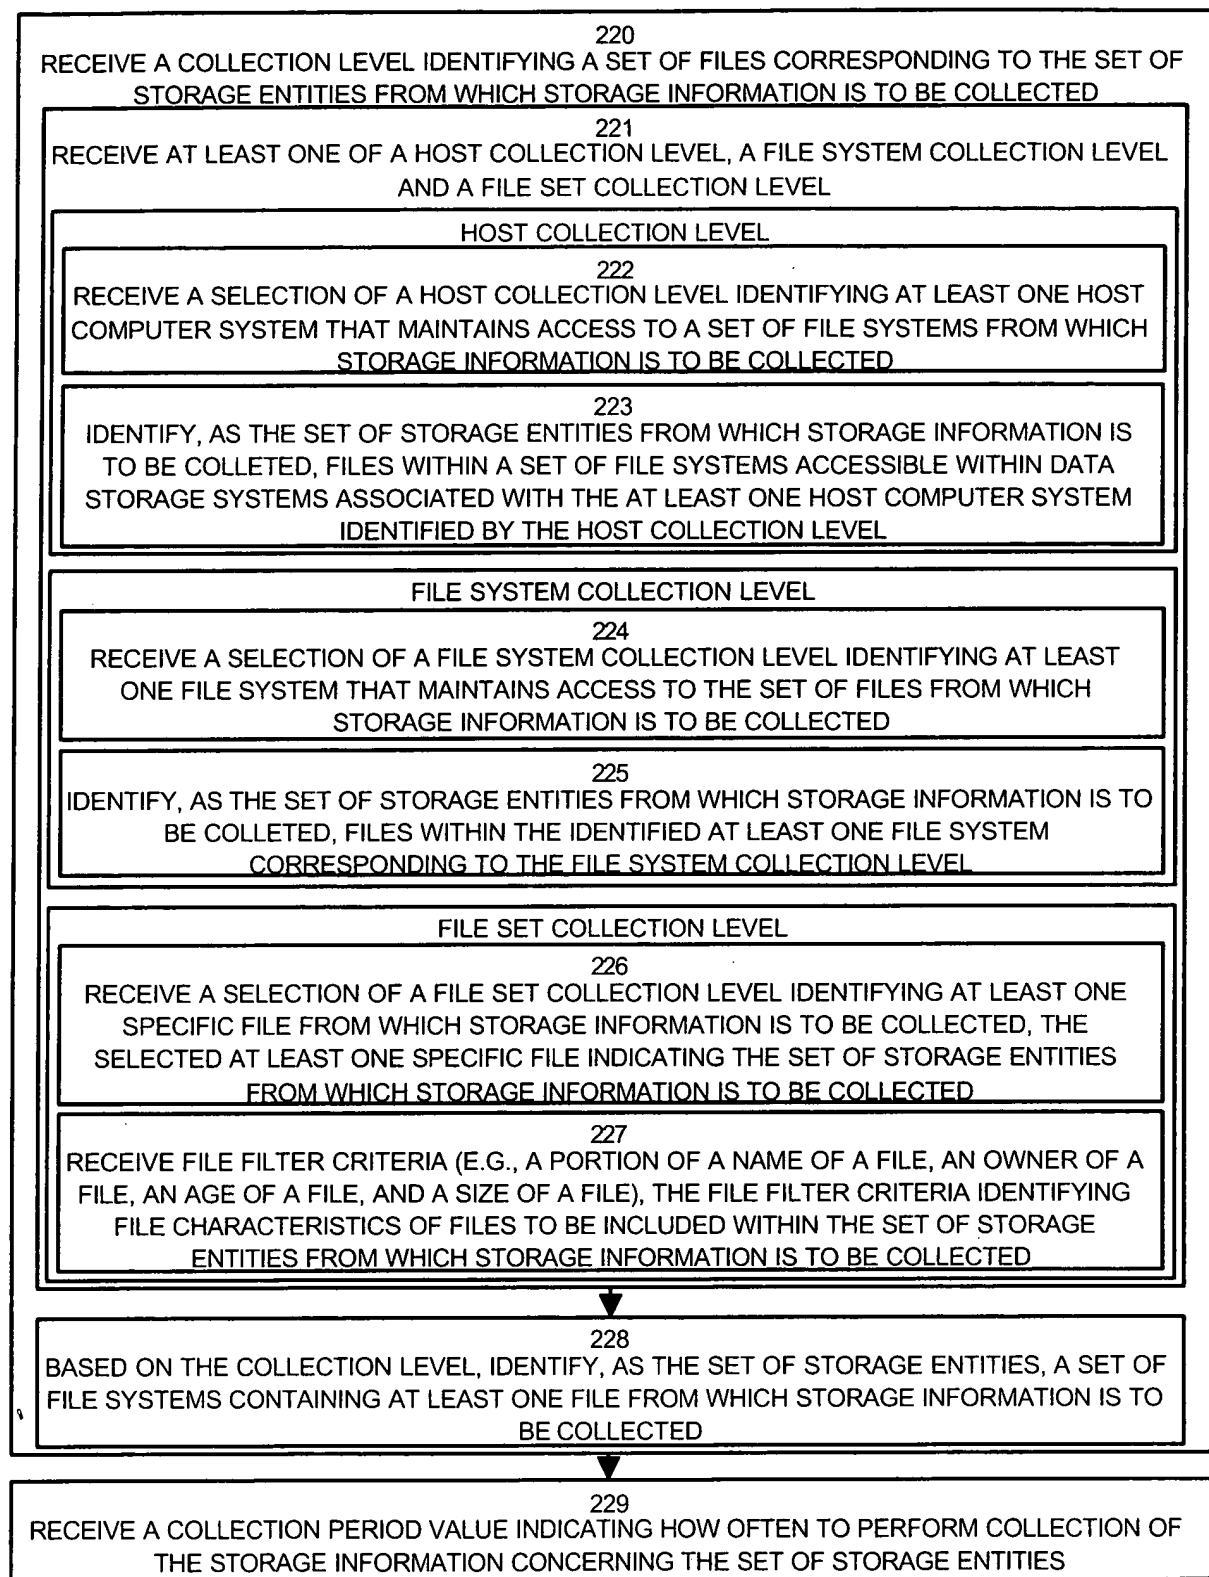 220
RECEIVE A COLLECTION LEVEL IDENTIFYING A SET OF FILES CORRESPONDING TO THE SET OF
STORAGE ENTITIES FROM WHICH STORAGE INFORMATION IS TO BE COLLECTED
221
RECEIVE AT LEAST ONE OF A HOST COLLECTION LEVEL, A FILE SYSTEM COLLECTION LEVEL
AND A FILE SET COLLECTION LEVEL
HOST COLLECTION LEVEL
222
RECEIVE A SELECTION OF A HOST COLLECTION LEVEL IDENTIFYING AT LEAST ONE HOST
COMPUTER SYSTEM THAT MAINTAINS ACCESS TO A SET OF FILE SYSTEMS FROM WHICH
STORAGE INFORMATION IS TO BE COLLECTED
223
IDENTIFY, AS THE SET OF STORAGE ENTITIES FROM WHICH STORAGE INFORMATION IS
TO BE COLLETED, FILES WITHIN A SET OF FILE SYSTEMS ACCESSIBLE WITHIN DATA
STORAGE SYSTEMS ASSOCIATED WITH THE AT LEAST ONE HOST COMPUTER SYSTEM
IDENTIFIED BY THE HOST COLLECTION LEVEL
FILE SYSTEM COLLECTION LEVEL
224
RECEIVE A SELECTION OF A FILE SYSTEM COLLECTION LEVEL IDENTIFYING AT LEAST
ONE FILE SYSTEM THAT MAINTAINS ACCESS TO THE SET OF FILES FROM WHICH
STORAGE INFORMATION IS TO BE COLLECTED
225
IDENTIFY, AS THE SET OF STORAGE ENTITIES FROM WHICH STORAGE INFORMATION IS TO
BE COLLETED, FILES WITHIN THE IDENTIFIED AT LEAST ONE FILE SYSTEM
CORRESPONDING TO THE FILE SYSTEM COLLECTION LEVEL
FILE SET COLLECTION LEVEL
226
RECEIVE A SELECTION OF A FILE SET COLLECTION LEVEL IDENTIFYING AT LEAST ONE
SPECIFIC FILE FROM WHICH STORAGE INFORMATION IS TO BE COLLECTED, THE
SELECTED AT LEAST ONE SPECIFIC FILE INDICATING THE SET OF STORAGE ENTITIES
FROM WHICH STORAGE INFORMATION IS TO BE COLLECTED
227
RECEIVE FILE FILTER CRITERIA (E.G., A PORTION OF A NAME OF A FILE, AN OWNER OF A
FILE, AN AGE OF A FILE, AND A SIZE OF A FILE), THE FILE FILTER CRITERIA IDENTIFYING
FILE CHARACTERISTICS OF FILES TO BE INCLUDED WITHIN THE SET OF STORAGE
ENTITIES FROM WHICH STORAGE INFORMATION IS TO BE COLLECTED
228
BASED ON THE COLLECTION LEVEL, IDENTIFY, AS THE SET OF STORAGE ENTITIES, A SET OF
FILE SYSTEMS CONTAINING AT LEAST ONE FILE FROM WHICH STORAGE INFORMATION IS TO
BE COLLECTED
229
RECEIVE A COLLECTION PERIOD VALUE INDICATING HOW OFTEN TO PERFORM COLLECTION OF
THE STORAGE INFORMATION CONCERNING THE SET OF STORAGE ENTITIES